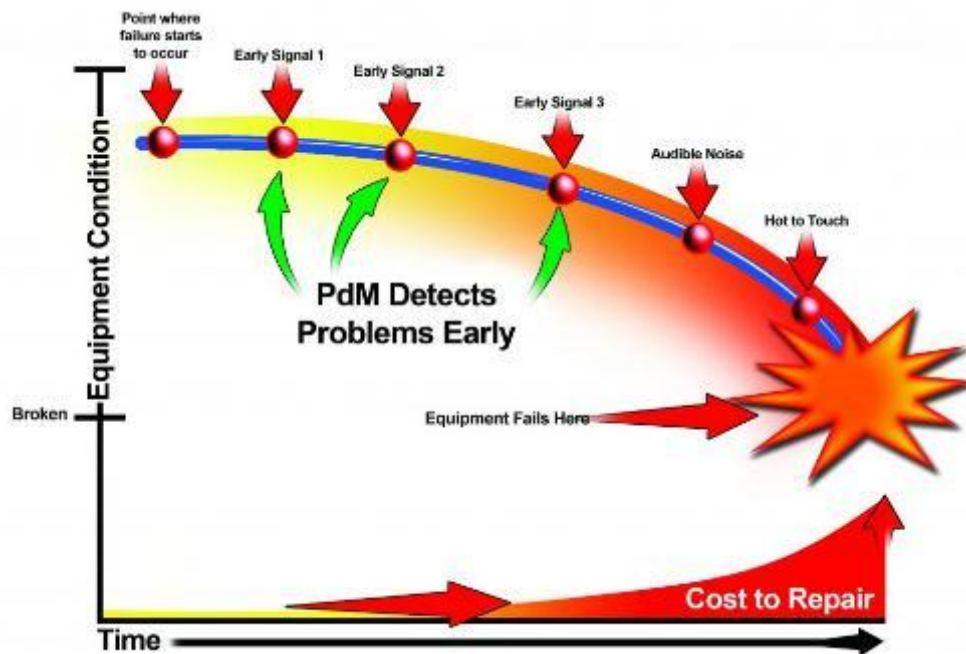 Point where
failure starts
to occur
Early Signal 1
Early Signal 2
Early Signal 3
Audible Noise
Hot to Touch
Equipment Condition
PdM Detects
Problems Early
Broken
Equipment Fails Here
Cost to Repair
Time